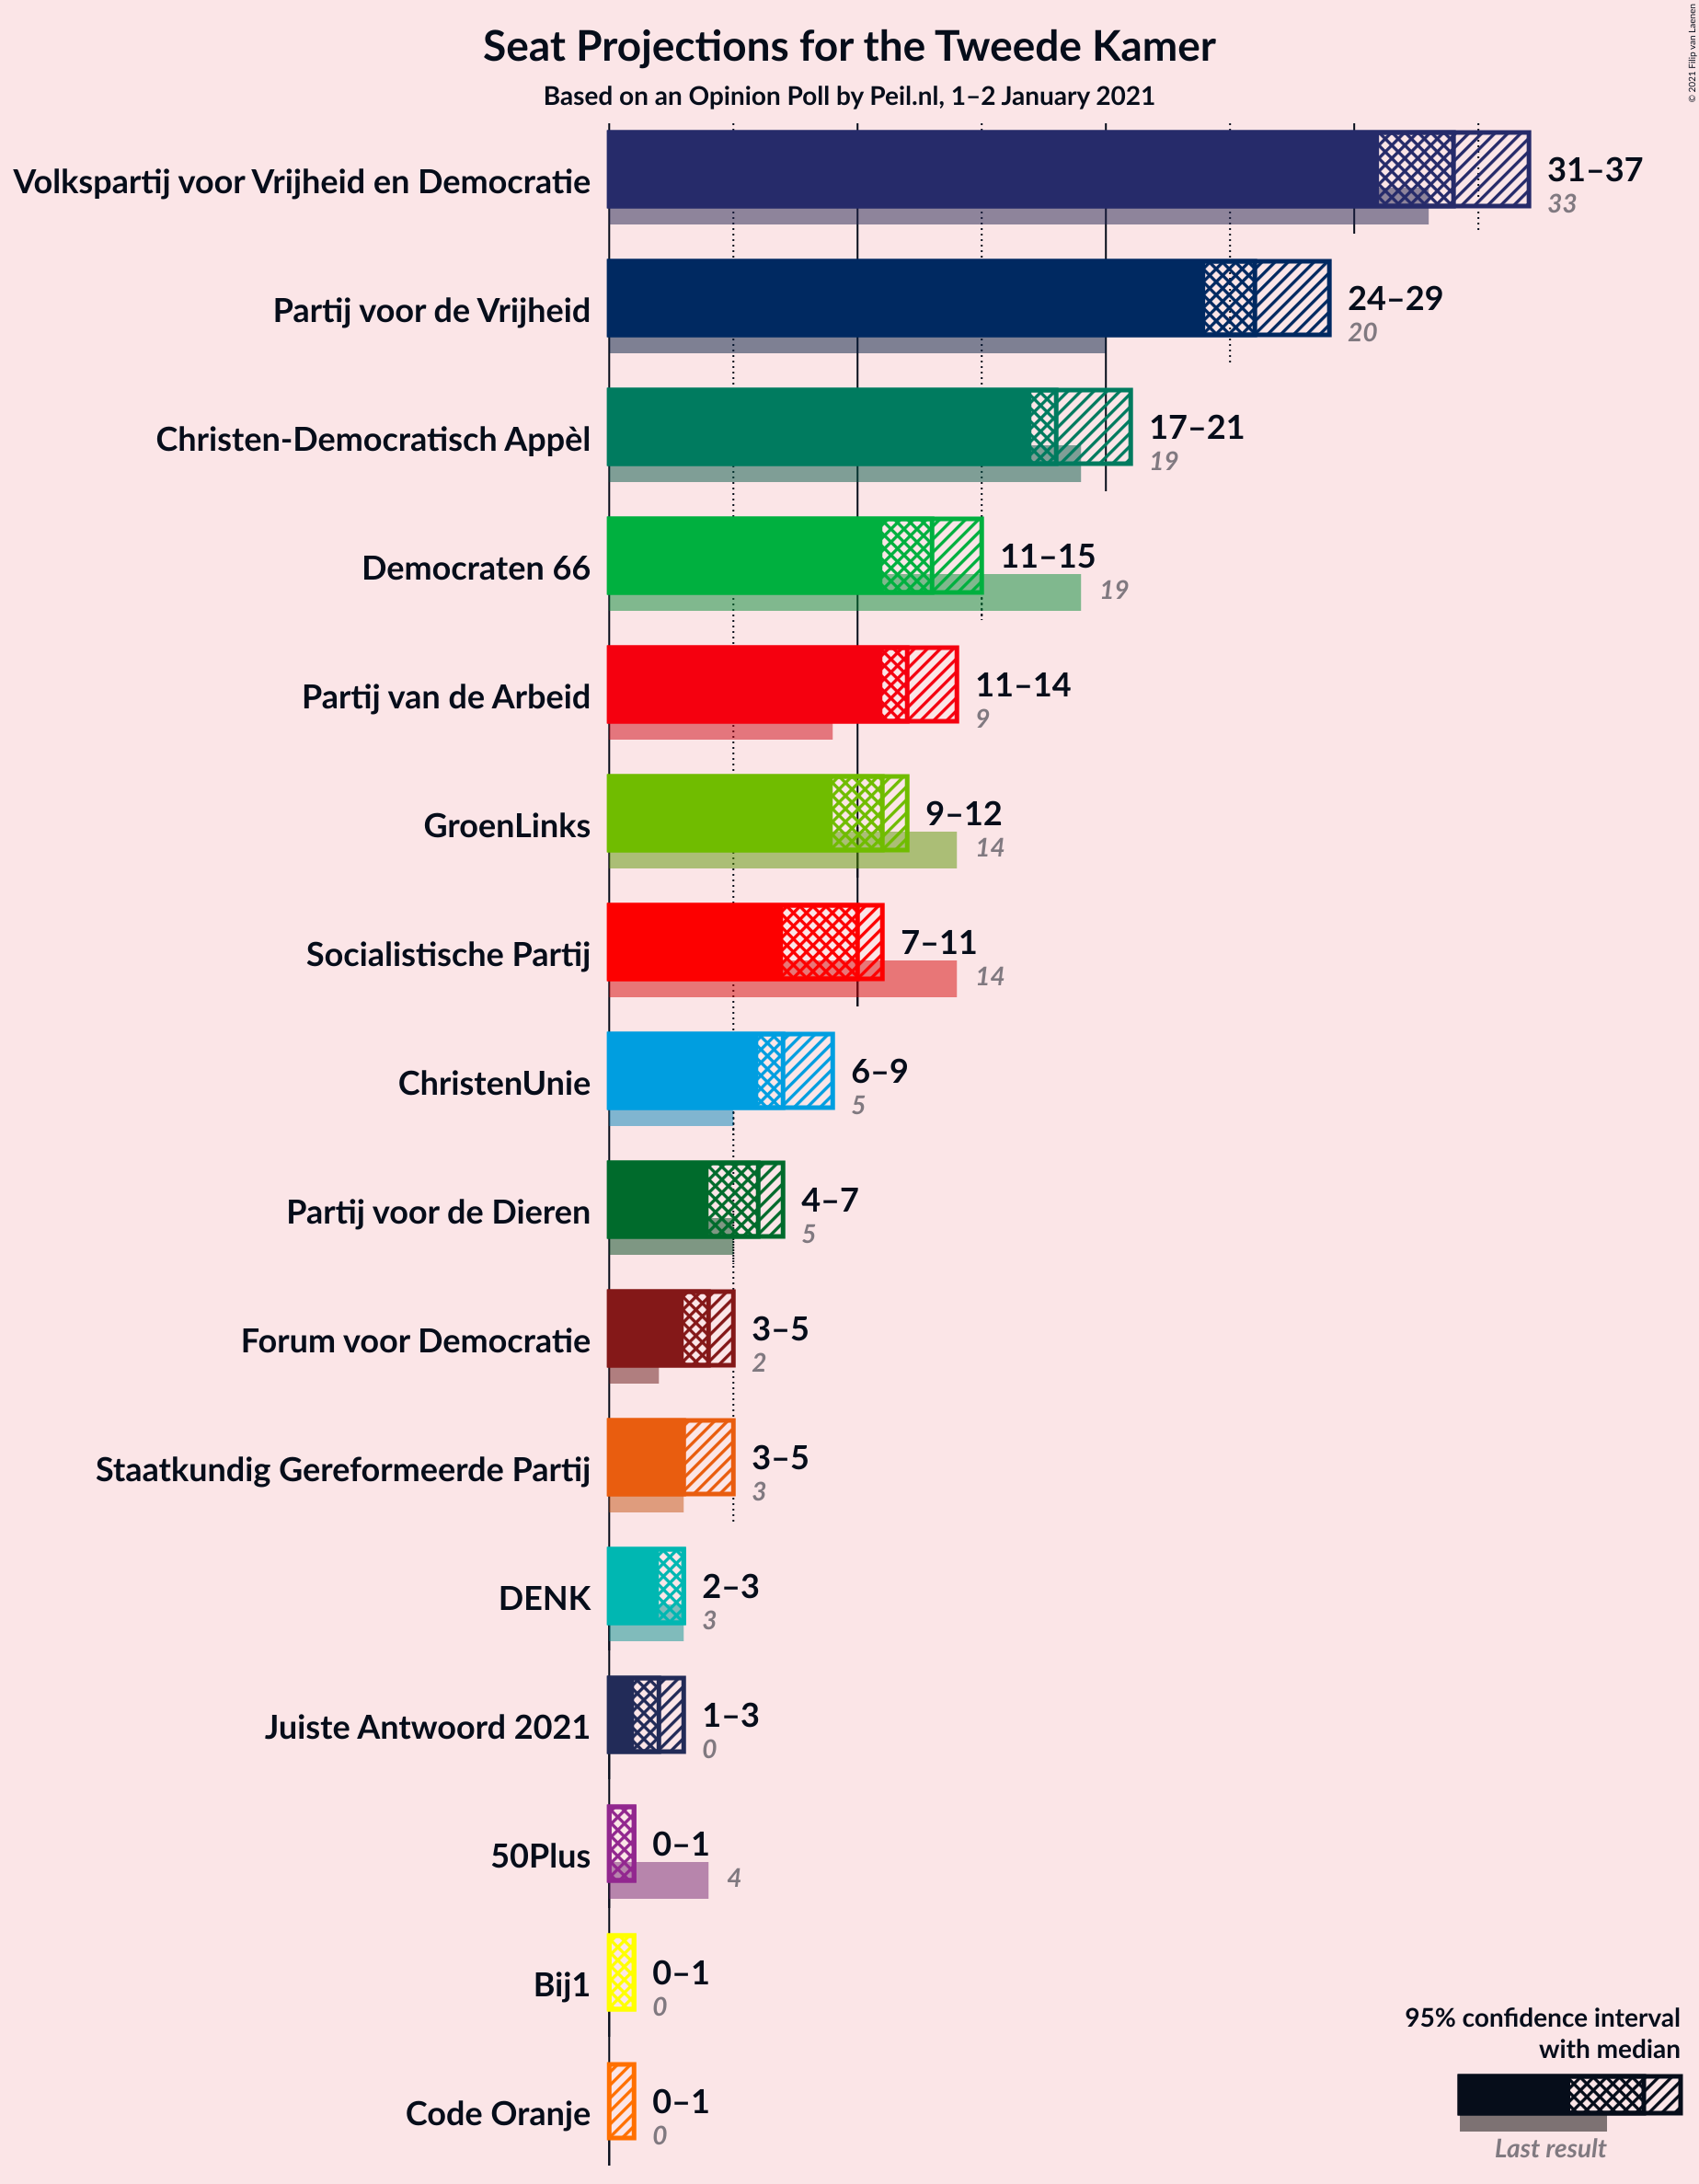 Seat Projections for the Tweede Kamer
Based on an Opinion Poll by Peil.nl, 1–2 January 2021
© 2021 Filip van Laenen
Volkspartij voor Vrijheid en Democratie
31–37
33
Partij voor de Vrijheid
24–29
20
Christen-Democratisch Appèl
17–21
19
Democraten 66
11–15
19
Partij van de Arbeid
11–14
9
GroenLinks
9–12
14
Socialistische Partij
7–11
14
ChristenUnie
6–9
5
Partij voor de Dieren
4–7
5
Forum voor Democratie
3–5
2
Staatkundig Gereformeerde Partij
3–5
3
DENK
2–3
3
Juiste Antwoord 2021
1–3
0
50Plus
0–1
4
Bij1
0–1
0
Code Oranje
0–1
0
95% confidence interval
with median
Last result